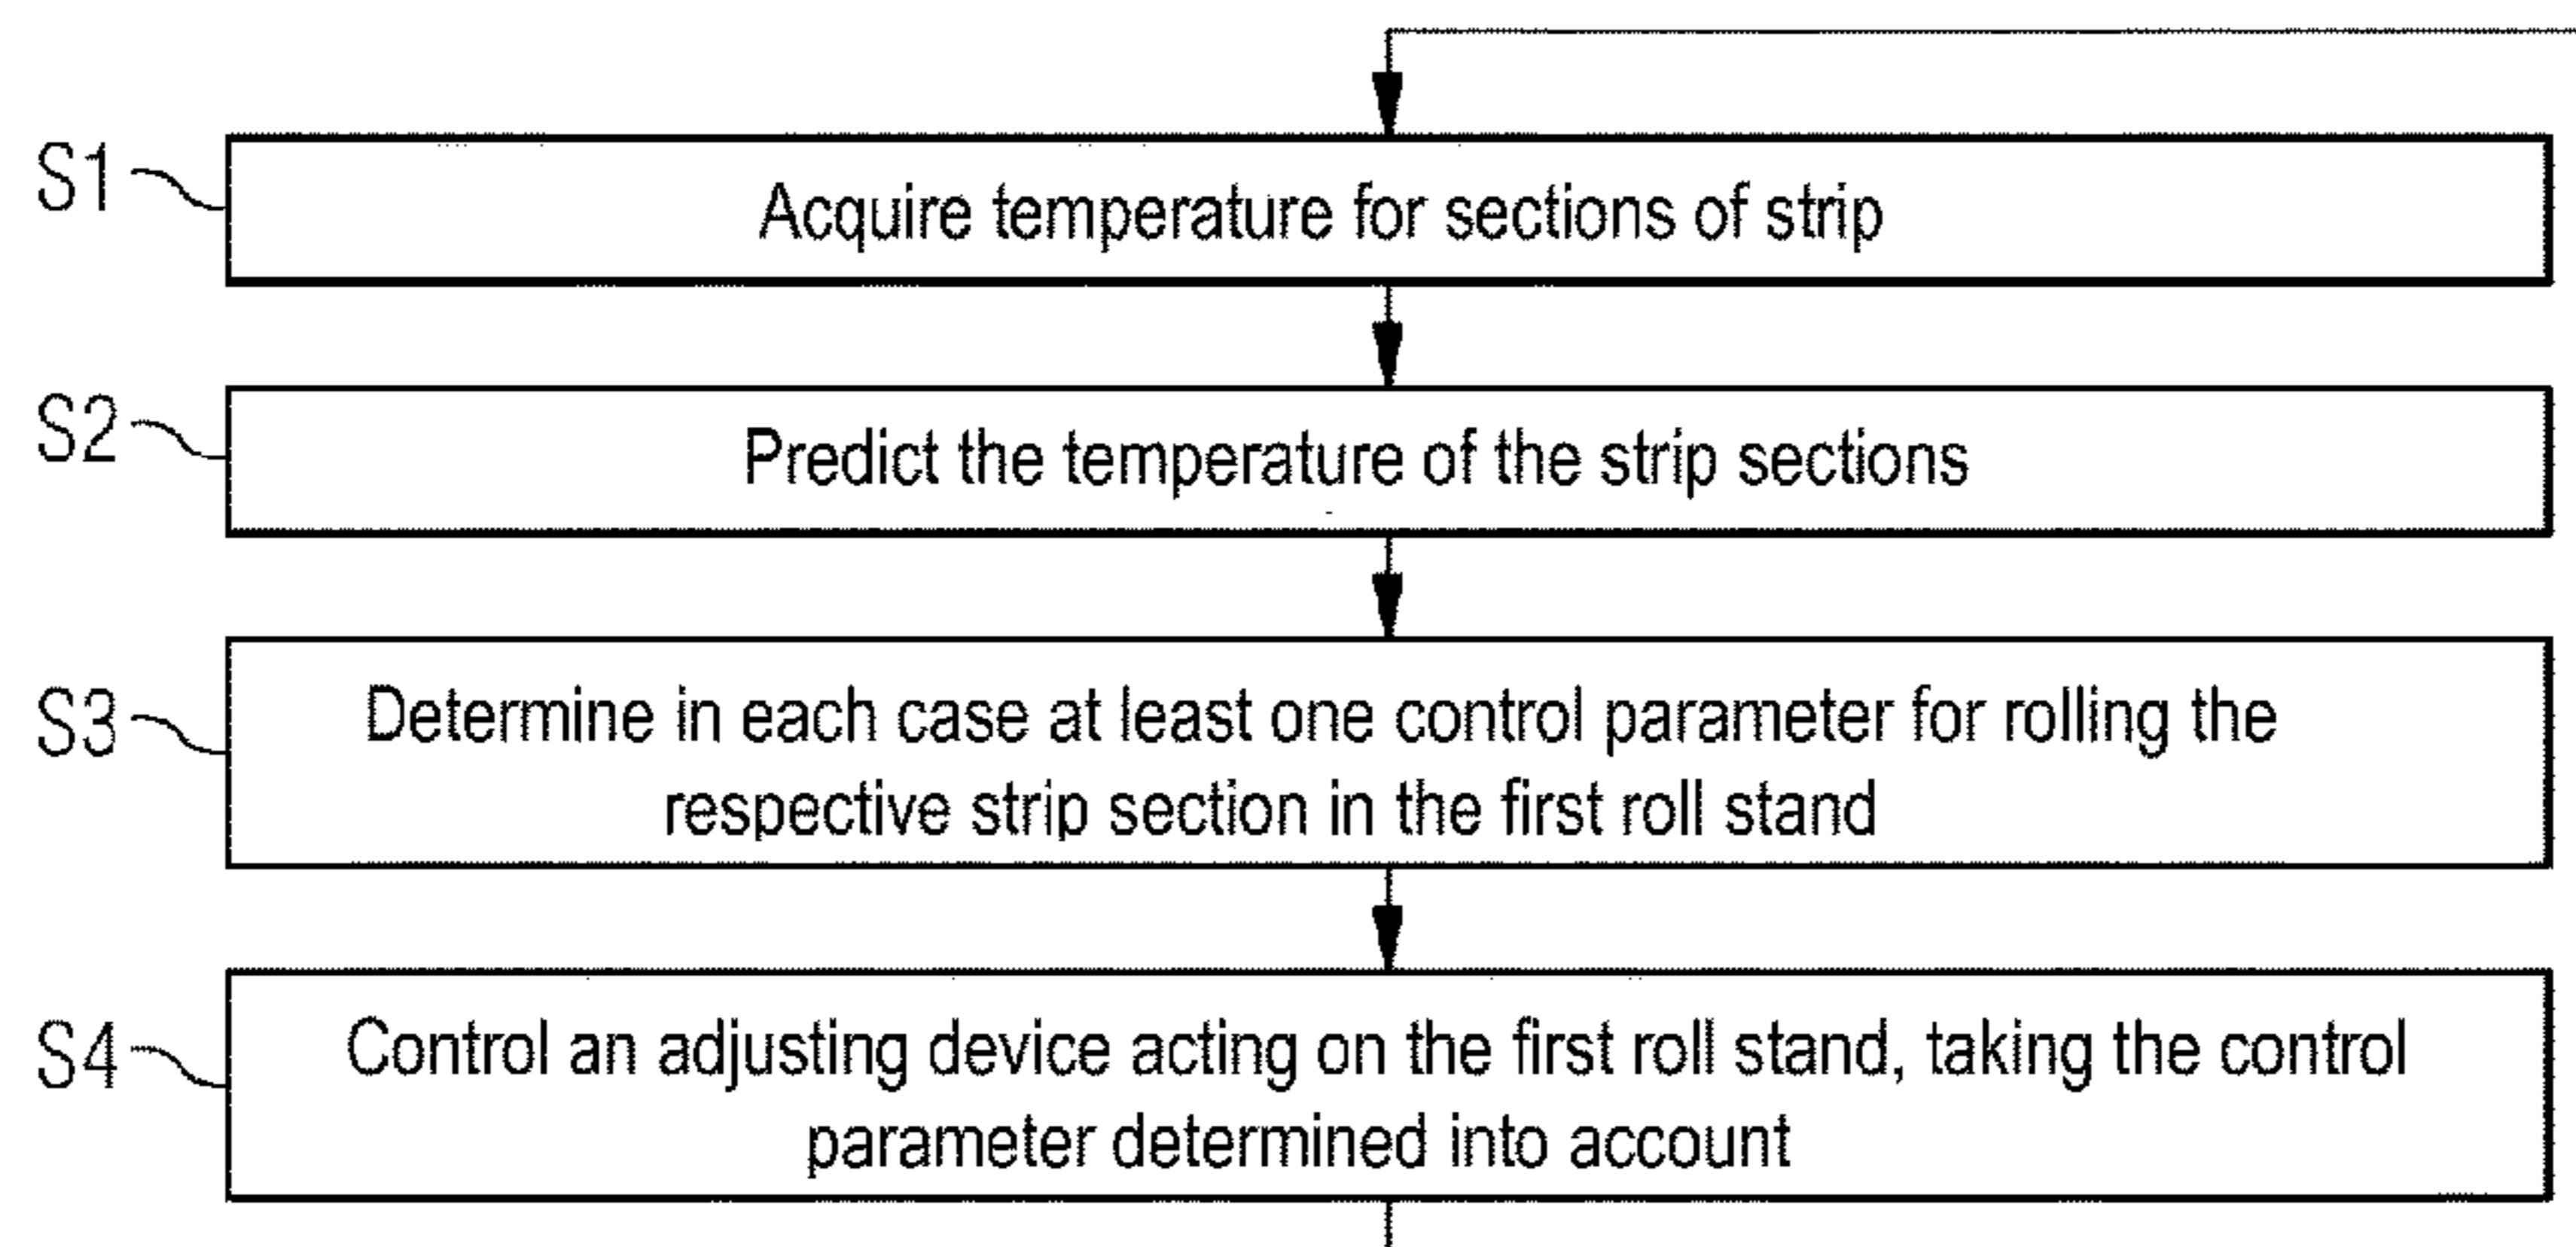 S1
Acquire temperature for sections of strip
S2
Predict the temperature of the strip sections
S3
Determine in each case at least one control parameter for rolling the
respective strip section in the first roll stand
S4
Control an adjusting device acting on the first roll stand, taking the control
parameter determined into account